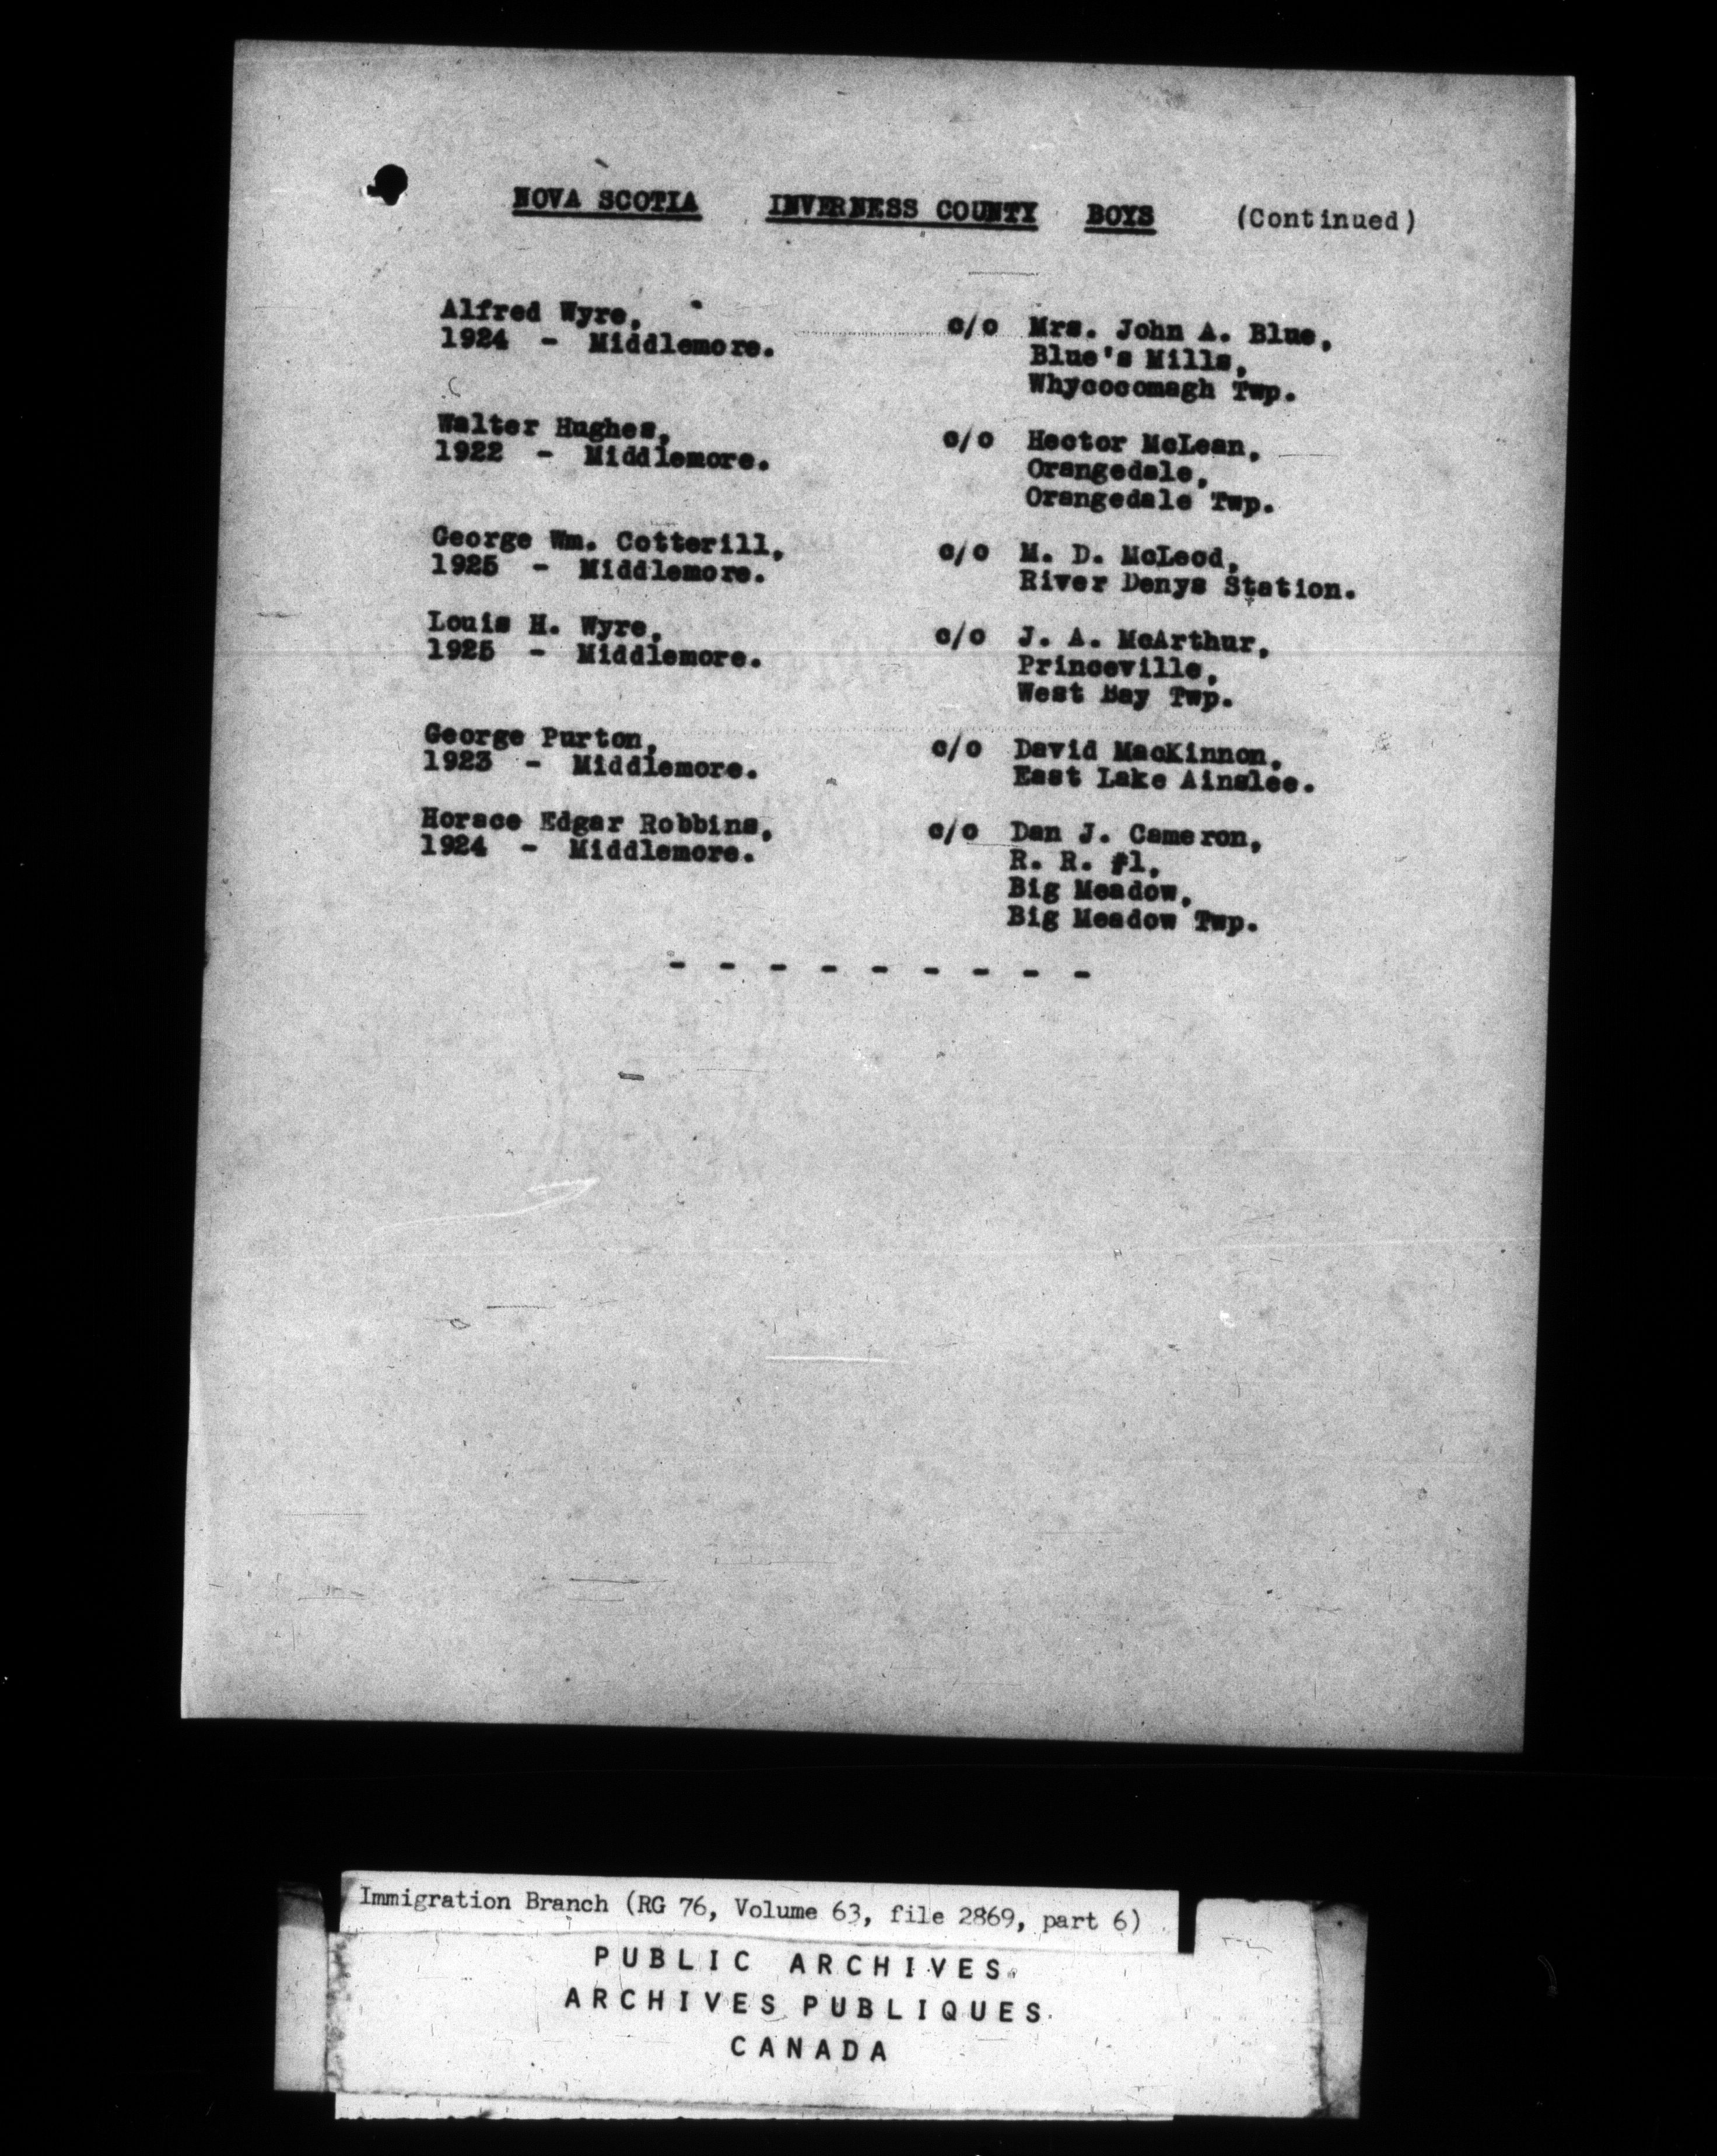 NOVA SCOTIA INVERNESS COUNTY BOYS (Continued)
Alfred Wyre, c/o Mrs. John A. Blue,
1924 - Middlemore. Blue's Mills,
Whycocomagh Twp.
Walter Hughes, c/o Hector McLean,
1922 - Middlemore. Orangedale,
Orangedale Twp.
George Wm. Cotterill, c/o M. D. McLeod,
1925 - Middlemore. River Denys Station.
Louis H. Wyre, c/o J. A. McArthur,
1925 - Middlemore. Princeville,
West Bay Twp.
George Purton, c/o David MacKinnon,
1923 - Middlemore. East Lake Ainslee.
Horace Edgar Robbins, c/o Dan J. Cameron,
1924 - Middlemore. R. R. #1,
Big Meadow,
Big Meadow Twp.
- - - - - - - - -
Immigration Branch (RG 76, Volume 63, file 2869, part 6)
PUBLIC ARCHIVES
ARCHIVES PUBLIQUES
CANADA